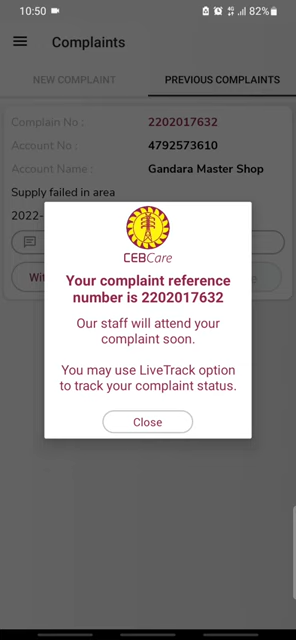 10:50
82%
Complaints
NEW COMPLAINT
PREVIOUS COMPLAINTS
Complain No :
2202017632
Account No :
4792573610
Account Name :
Gandara Master Shop
Supply failed in area
2022-
CEBCare
Your complaint reference
number is 2202017632
Our staff will attend your
complaint soon.
You may use LiveTrack option
to track your complaint status.
Close